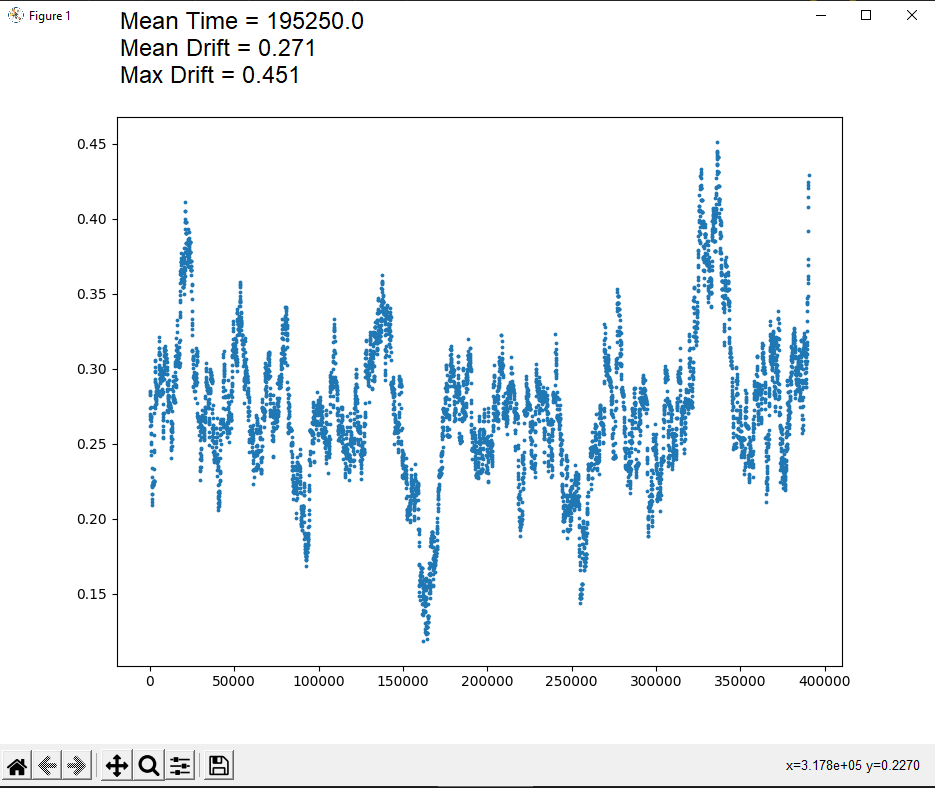 Figure 1
Mean Time = 195250.0
Mean Drift = 0.271
Max Drift = 0.451
0.45
0.40
0.35
0.30
0.25
0.20
0.15
0 50000 100000 150000 200000 250000 300000 350000 400000
x=3.178e+05 y=0.2270